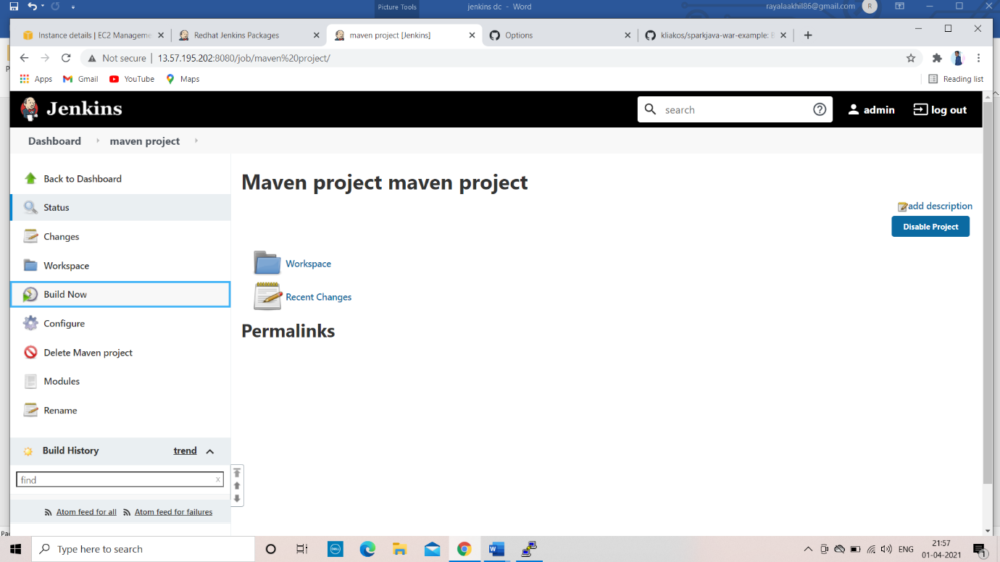 Picture Tools
jenkins dc - Word
rayalaakhil86@gmail.com
R
Instance details | EC2 Manageme
Redhat Jenkins Packages
maven project [Jenkins]
Options
kliakos/sparkjava-war-example: B
Not secure | 13.57.195.202:8080/job/maven%20project/
Apps
Gmail
YouTube
Maps
Reading list
Jenkins
search
admin
log out
Dashboard
maven project
Back to Dashboard
Status
Changes
Workspace
Build Now
Configure
Delete Maven project
Modules
Rename
Build History
trend
find
x
Atom feed for all
Atom feed for failures
Maven project maven project
add description
Disable Project
Workspace
Recent Changes
Permalinks
Type here to search
DELL
ENG
21:57
01-04-2021
1